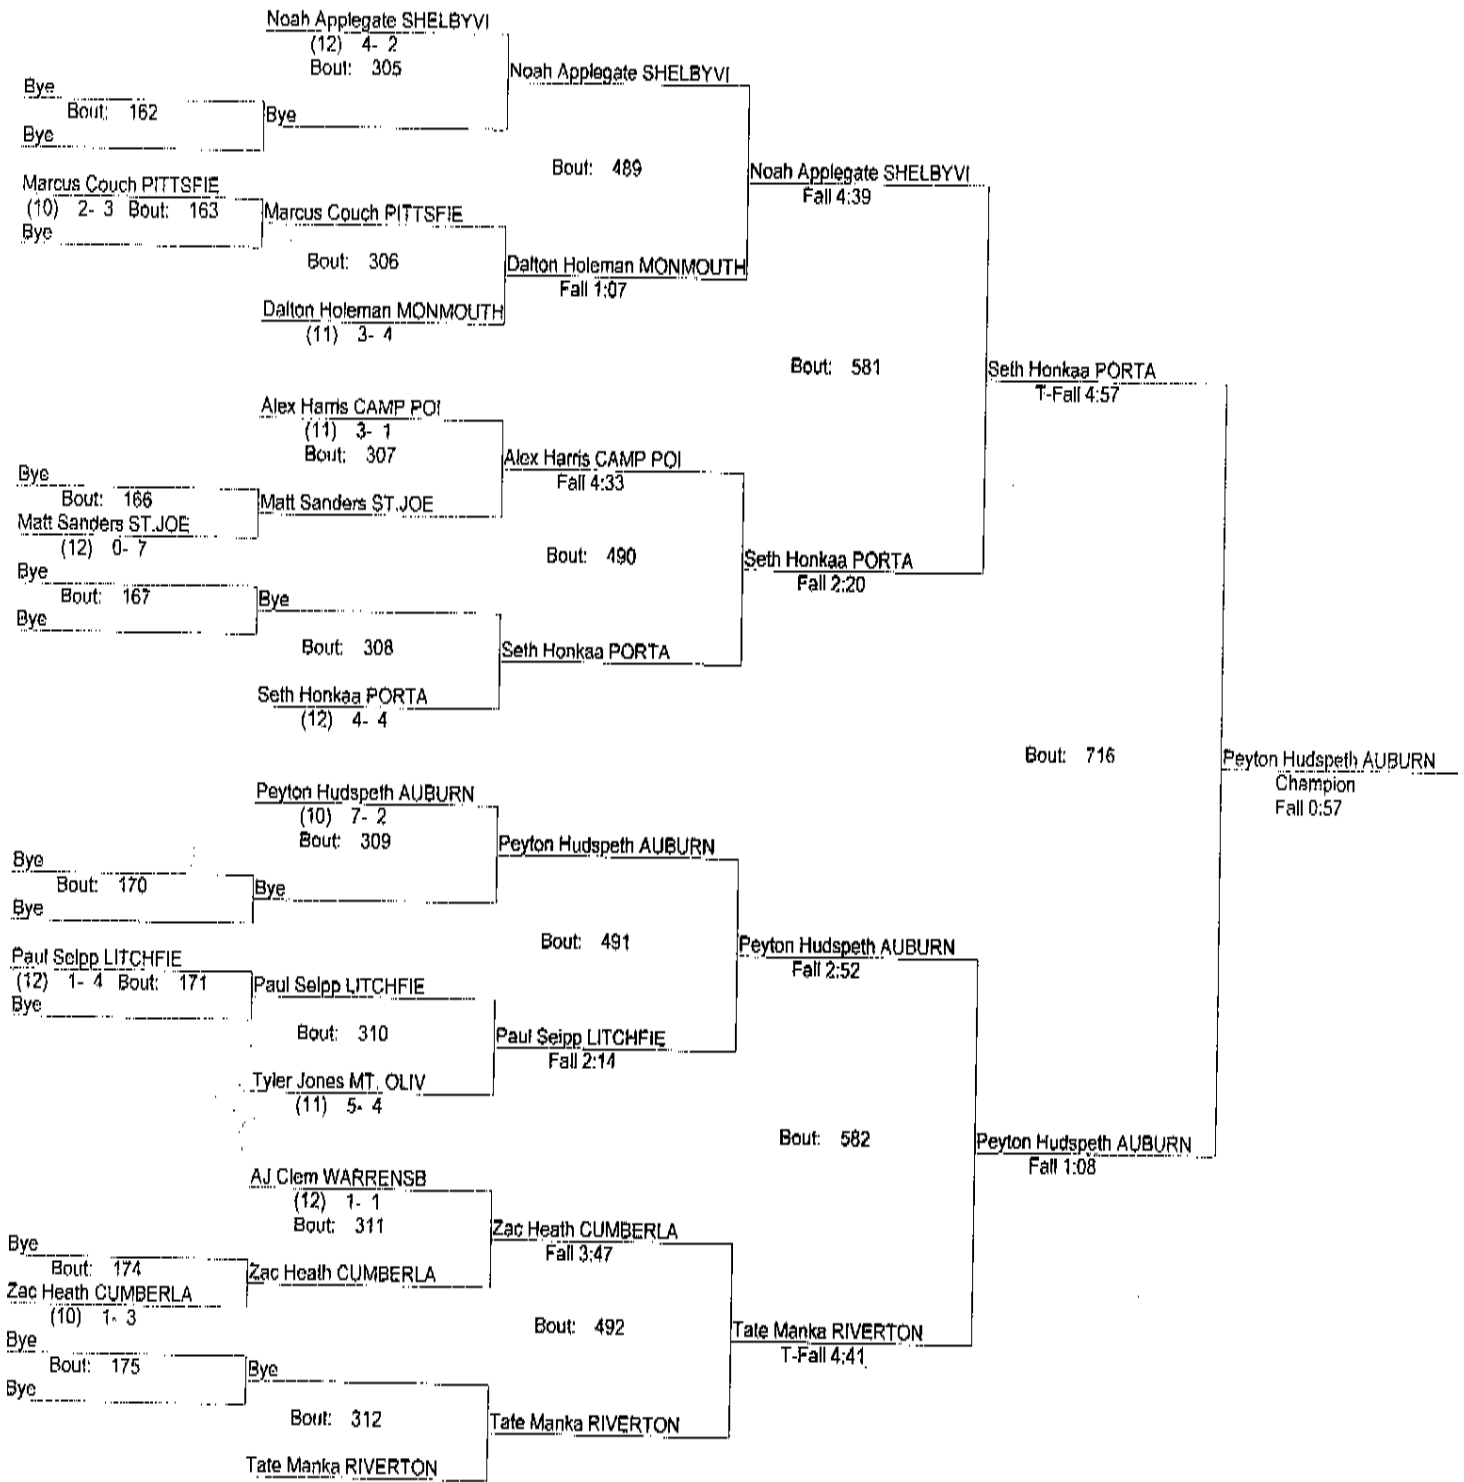 Noah Applegate SHELBYVI
(12) 4- 2
Bout: 305
Noah Applegate SHELBYVI
Bye
Bout: 162
Bye
Bye
Bout: 489
Noah Applegate SHELBYVI
Fall 4:39
Marcus Couch PITTSFIE
(10) 2- 3 Bout: 163
Bye
Marcus Couch PITTSFIE
Bout: 306
Dalton Holeman MONMOUTH
Fall 1:07
Dalton Holeman MONMOUTH
(11) 3- 4
Bout: 581
Seth Honkaa PORTA
T-Fall 4:57
Alex Harris CAMP POI
(11) 3- 1
Bout: 307
Alex Harris CAMP POI
Fall 4:33
Bye
Bout: 166
Matt Sanders ST.JOE
(12) 0- 7
Matt Sanders ST.JOE
Bout: 490
Seth Honkaa PORTA
Fall 2:20
Bye
Bout: 167
Bye
Bye
Bout: 308
Seth Honkaa PORTA
Seth Honkaa PORTA
(12) 4- 4
Bout: 716
Peyton Hudspeth AUBURN
Champion
Fall 0:57
Peyton Hudspeth AUBURN
(10) 7- 2
Bout: 309
Peyton Hudspeth AUBURN
Bye
Bout: 170
Bye
Bye
Bout: 491
Peyton Hudspeth AUBURN
Fall 2:52
Paul Seipp LITCHFIE
(12) 1- 4 Bout: 171
Bye
Paul Seipp LITCHFIE
Bout: 310
Paul Seipp LITCHFIE
Fall 2:14
Tyler Jones MT. OLIV
(11) 5- 4
Bout: 582
Peyton Hudspeth AUBURN
Fall 1:08
AJ Clem WARRENSB
(12) 1- 1
Bout: 311
Zac Heath CUMBERLA
Fall 3:47
Bye
Bout: 174
Zac Heath CUMBERLA
(10) 1- 3
Zac Heath CUMBERLA
Bout: 492
Tate Manka RIVERTON
T-Fall 4:41
Bye
Bout: 175
Bye
Bye
Bout: 312
Tate Manka RIVERTON
Tate Manka RIVERTON